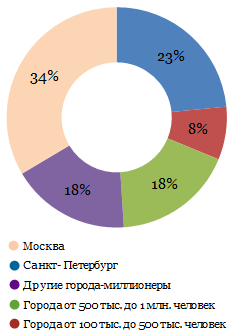 34%
23%
8%
18%
18%
Москва
Санкт- Петербург
Другие города-миллионеры
Города от 500 тыс. до 1 млн. человек
Города от 100 тыс. до 500 тыс. человек